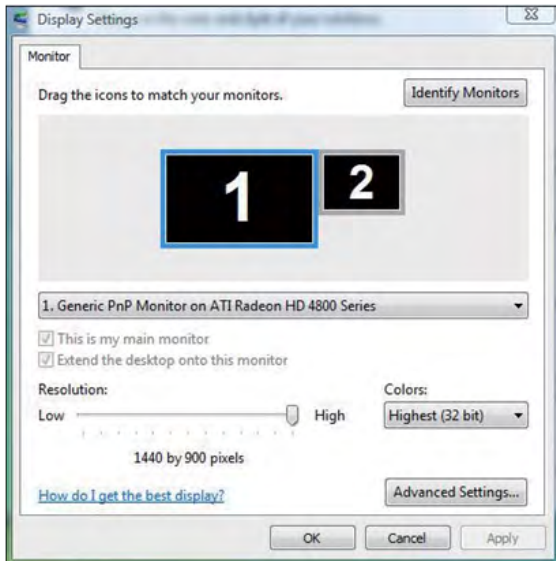 Display Settings
Monitor
Drag the icons to match your monitors.
Identify Monitors
1
2
1. Generic PnP Monitor on ATI Radeon HD 4800 Series
This is my main monitor
Extend the desktop onto this monitor
Resolution:
Colors:
Low
High
Highest (32 bit)
1440 by 900 pixels
How do I get the best display?
Advanced Settings...
OK
Cancel
Apply